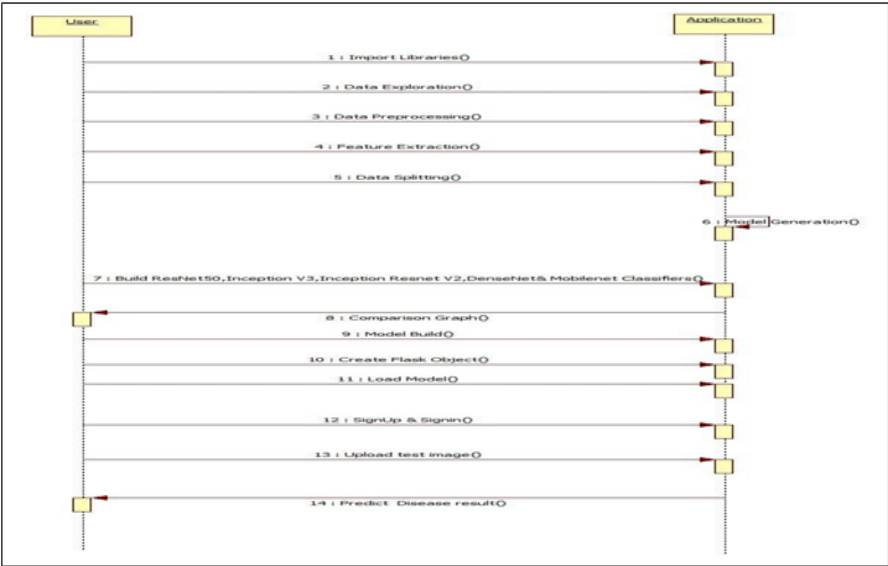 User
Application
1 : Import Libraries()
2 : Data Exploration()
3 : Data Preprocessing()
4 : Feature Extraction()
5 : Data Splitting()
6 : Model Generation()
7 : Build ResNet50,Inception V3,Inception Resnet V2,DenseNet& Mobilenet Classifiers()
8 : Comparison Graph()
9 : Model Build()
10 : Create Flask Object()
11 : Load Model()
12 : SignUp & Signin()
13 : Upload test image()
14 : Predict Disease result()